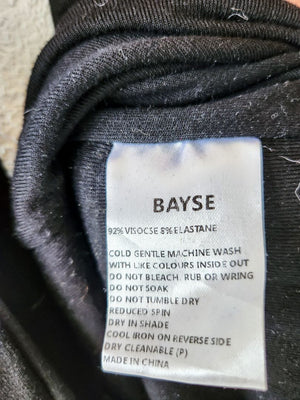 BAYSE
92% VISOCSE 8% ELASTANE
COLD GENTLE MACHINE WASH
WITH LIKE COLOURS INSIDE OUT
DO NOT BLEACH, RUB OR WRING
DO NOT SOAK
DO NOT TUMBLE DRY
REDUCED SPIN
DRY IN SHADE
COOL IRON ON REVERSE SIDE
DRY CLEANABLE (P)
MADE IN CHINA